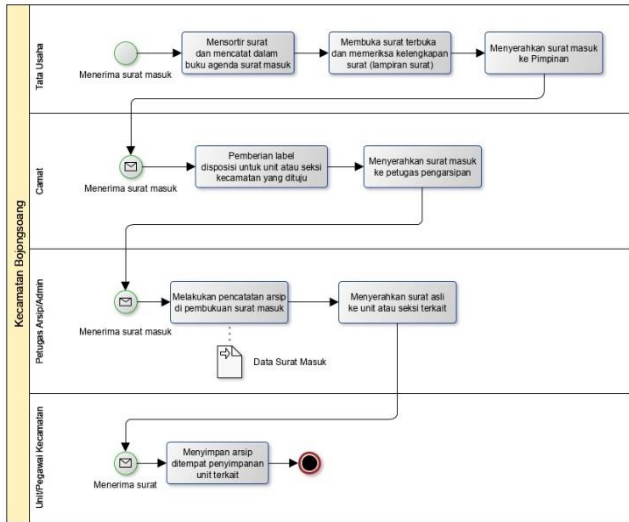 Kecamatan Bojongsoang
Tata Usaha
Menerima surat masuk
Mensortir surat
dan mencatat dalam
buku agenda surat masuk
Membuka surat terbuka
dan memeriksa kelengkapan
surat (lampiran surat)
Menyerahkan surat masuk
ke Pimpinan
Camat
Menerima surat masuk
Pemberian label
disposisi untuk unit atau seksi
kecamatan yang dituju
Menyerahkan surat masuk
ke petugas pengarsipan
Petugas Arsip/Admin
Menerima surat masuk
Melakukan pencatatan arsip
di pembukuan surat masuk
Menyerahkan surat asli
ke unit atau seksi terkait
Data Surat Masuk
Unit/Pegawai Kecamatan
Menerima surat
Menyimpan arsip
ditempat penyimpanan
unit terkait